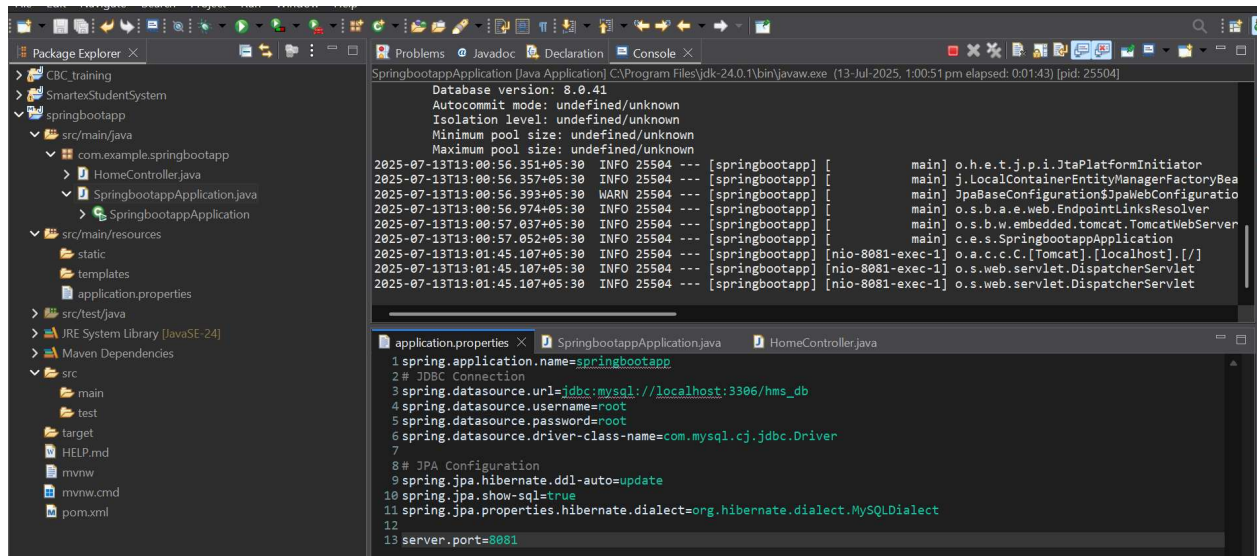 File Edit Navigate Search Project Run Window Help
Package Explorer
CBC_training
SmartexStudentSystem
springbootapp
src/main/java
com.example.springbootapp
HomeController.java
SpringbootappApplication.java
SpringbootappApplication
src/main/resources
static
templates
application.properties
src/test/java
JRE System Library [JavaSE-24]
Maven Dependencies
src
main
test
target
HELP.md
mvnw
mvnw.cmd
pom.xml
Problems Javadoc Declaration Console
SpringbootappApplication [Java Application] C:\Program Files\jdk-24.0.1\bin\javaw.exe (13-Jul-2025, 1:00:51 pm elapsed: 0:01:43) [pid: 25504]
Database version: 8.0.41
Autocommit mode: undefined/unknown
Isolation level: undefined/unknown
Minimum pool size: undefined/unknown
Maximum pool size: undefined/unknown
2025-07-13T13:00:56.351+05:30 INFO 25504 --- [springbootapp] [ main] o.h.e.t.j.p.i.JtaPlatformInitiator
2025-07-13T13:00:56.357+05:30 INFO 25504 --- [springbootapp] [ main] j.LocalContainerEntityManagerFactoryBea
2025-07-13T13:00:56.393+05:30 WARN 25504 --- [springbootapp] [ main] JpaBaseConfiguration$JpaWebConfiguratio
2025-07-13T13:00:56.974+05:30 INFO 25504 --- [springbootapp] [ main] o.s.b.a.e.web.EndpointLinksResolver
2025-07-13T13:00:57.037+05:30 INFO 25504 --- [springbootapp] [ main] o.s.b.w.embedded.tomcat.TomcatWebServer
2025-07-13T13:00:57.052+05:30 INFO 25504 --- [springbootapp] [ main] c.e.s.SpringbootappApplication
2025-07-13T13:01:45.107+05:30 INFO 25504 --- [springbootapp] [nio-8081-exec-1] o.a.c.c.C.[Tomcat].[localhost].[/]
2025-07-13T13:01:45.107+05:30 INFO 25504 --- [springbootapp] [nio-8081-exec-1] o.s.web.servlet.DispatcherServlet
2025-07-13T13:01:45.107+05:30 INFO 25504 --- [springbootapp] [nio-8081-exec-1] o.s.web.servlet.DispatcherServlet
application.properties SpringbootappApplication.java HomeController.java
1 spring.application.name=springbootapp
2 # JDBC Connection
3 spring.datasource.url=jdbc:mysql://localhost:3306/hms_db
4 spring.datasource.username=root
5 spring.datasource.password=root
6 spring.datasource.driver-class-name=com.mysql.cj.jdbc.Driver
7
8 # JPA Configuration
9 spring.jpa.hibernate.ddl-auto=update
10 spring.jpa.show-sql=true
11 spring.jpa.properties.hibernate.dialect=org.hibernate.dialect.MySQLDialect
12
13 server.port=8081